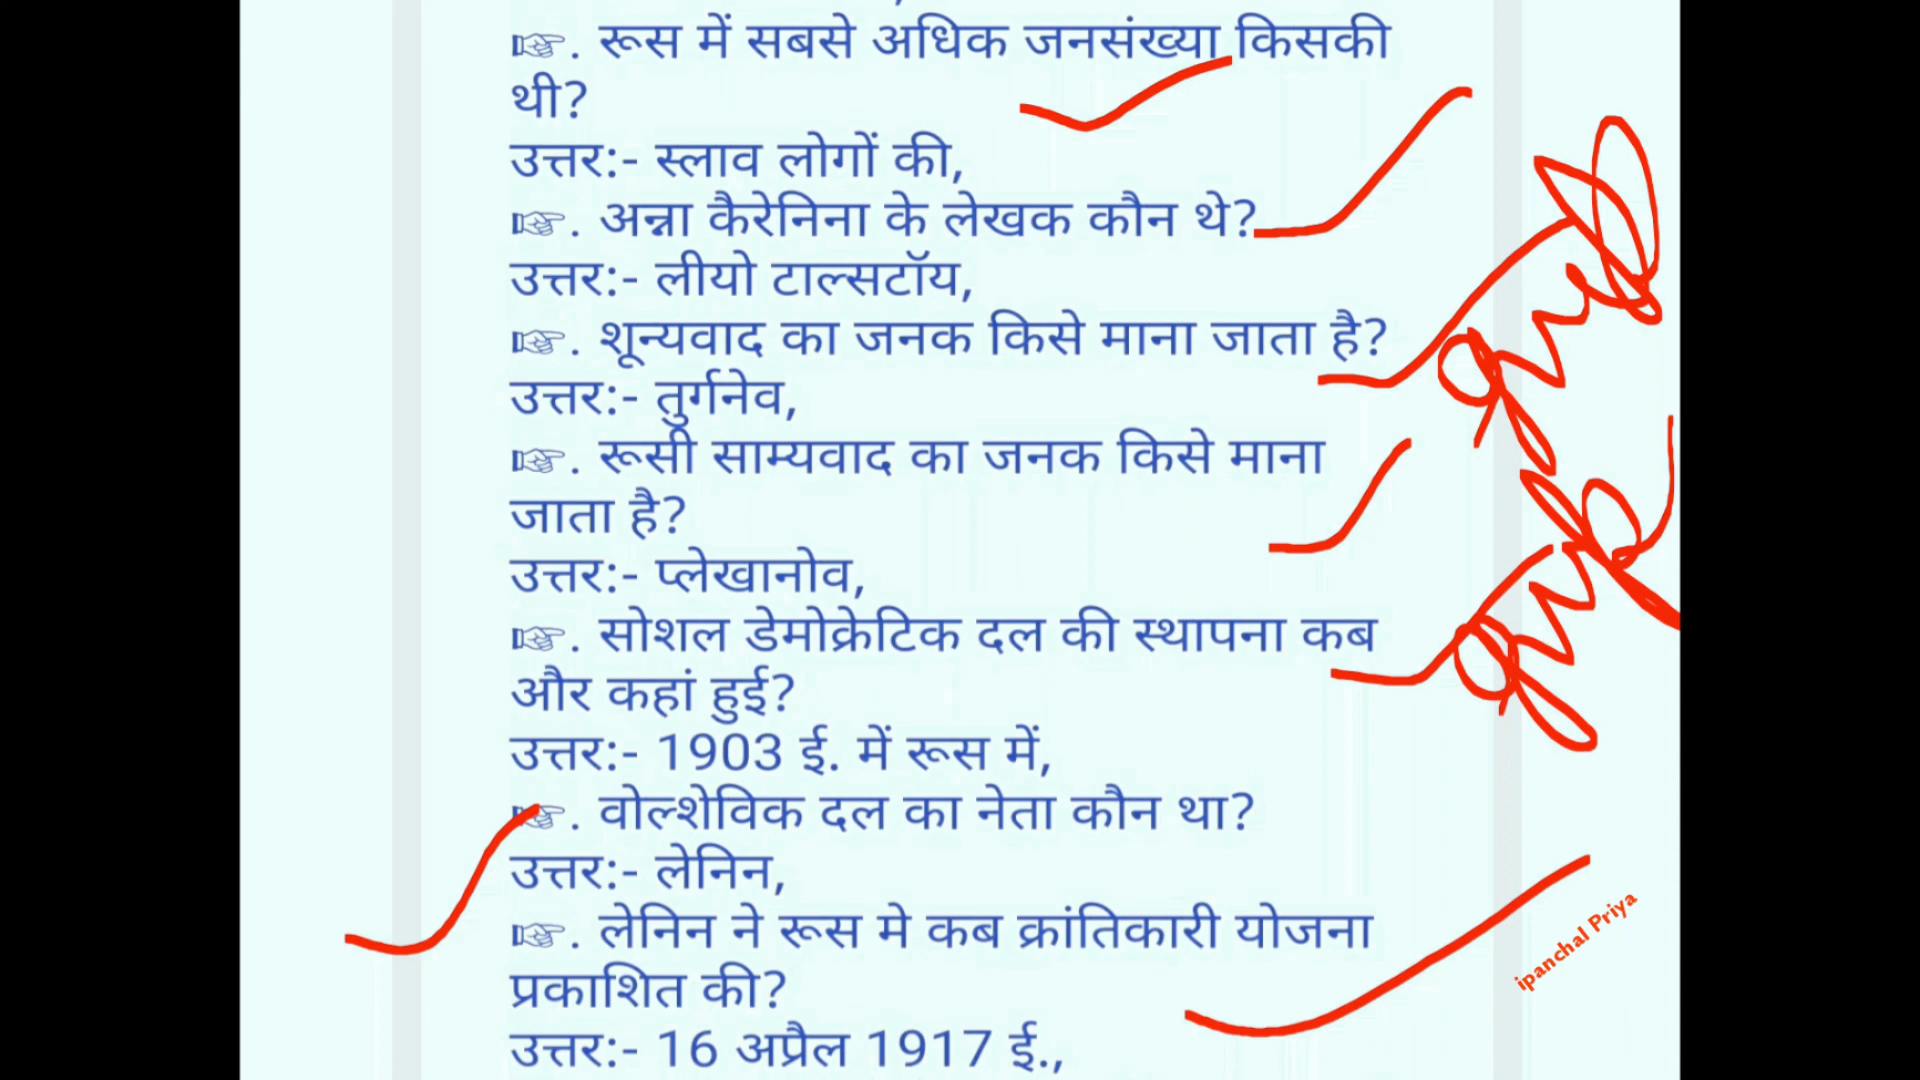 ☞. रूस में सबसे अधिक जनसंख्या किसकी
थी?
उत्तर:- स्लाव लोगों की,
☞. अन्ना कैरेनिना के लेखक कौन थे?
उत्तर:- लीयो टाल्सटॉय,
☞. शून्यवाद का जनक किसे माना जाता है?
उत्तर:- तुर्गनेव,
☞. रूसी साम्यवाद का जनक किसे माना
जाता है?
उत्तर:- प्लेखानोव,
☞. सोशल डेमोक्रेटिक दल की स्थापना कब
और कहां हुई?
उत्तर:- 1903 ई. में रूस में,
☞. वोल्शेविक दल का नेता कौन था?
उत्तर:- लेनिन,
☞. लेनिन ने रूस मे कब क्रांतिकारी योजना
प्रकाशित की?
उत्तर:- 16 अप्रैल 1917 ई.,
ipanchal Priya